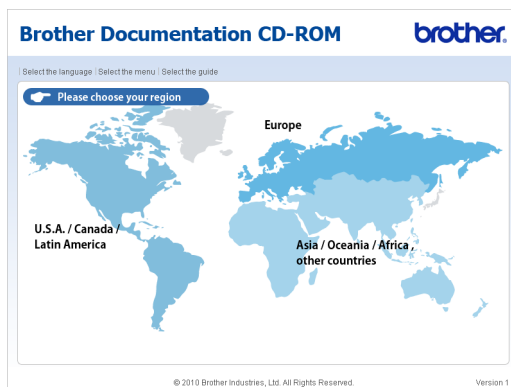 Brother Documentation CD-ROM
brother.
Select the language | Select the menu | Select the guide
Please choose your region
Europe
U.S.A. / Canada /
Latin America
Asia / Oceania / Africa ,
other countries
© 2010 Brother Industries, Ltd. All Rights Reserved.
Version 1